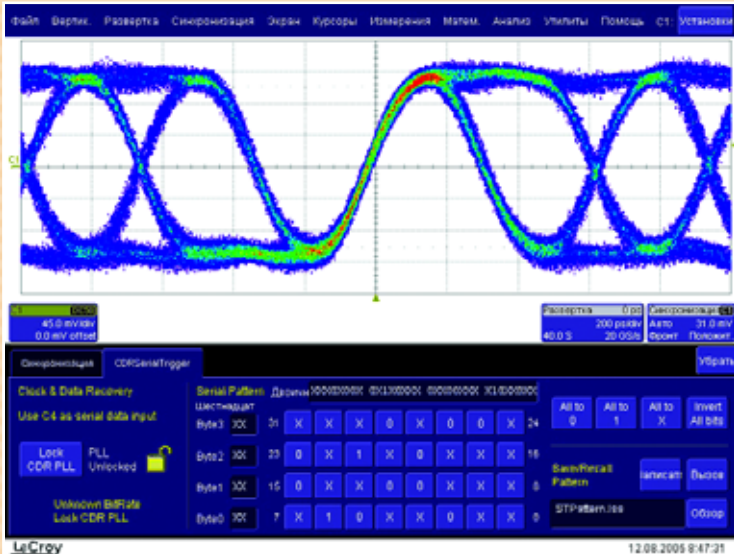 Файл Вертик. Развертка Синхронизация Экран Курсоры Измерения Матем. Анализ Утилиты Помощь C1: Установки
C1
C1
45.0 mV/div
0.0 mV offset
Развертка 0 ps
200 ps/div
40.0 S 20 GS/s
Синхронизаци C1
Авто 31.0 mV
Фронт Положит
Синхронизация CDRSerialTrigger Убрать
Clock & Data Recovery
Use C4 as serial data input
Lock CDR PLL
PLL Unlocked
Unknown BitRate
Lock CDR PLL
Serial Pattern
Шестнадцат
Byte3 XX 31 X X X 0 X 0 0 X 24
Byte2 XX 23 0 X 1 X 0 X X X 16
Byte1 XX 15 0 X 0 X X X X X 8
Byte0 XX 7 X 1 0 X X 0 X X 0
All to 0
All to 1
All to X
Invert All bits
Save/Recall Pattern
Вызов
STPattern.lss
Обзор
LeCroy
12.08.2005 8:47:31